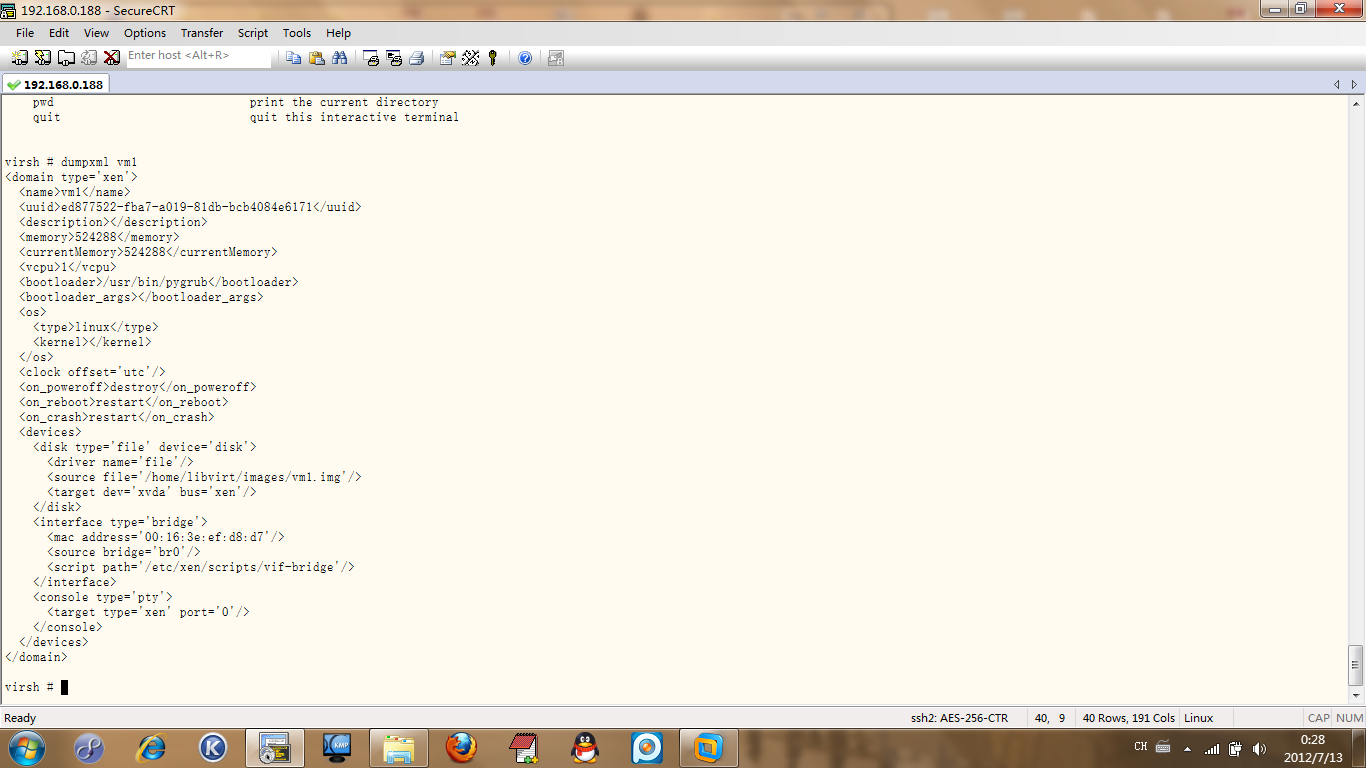 192.168.0.188 - SecureCRT
File Edit View Options Transfer Script Tools Help
Enter host <Alt+R>
192.168.0.188
pwd print the current directory
quit quit this interactive terminal
virsh # dumpxml vm1
<domain type='xen'>
<name>vm1</name>
<uuid>ed877522-fba7-a019-81db-bcb4084e6171</uuid>
<description></description>
<memory>524288</memory>
<currentMemory>524288</currentMemory>
<vcpu>1</vcpu>
<bootloader>/usr/bin/pygrub</bootloader>
<bootloader_args></bootloader_args>
<os>
<type>linux</type>
<kernel></kernel>
</os>
<clock offset='utc'/>
<on_poweroff>destroy</on_poweroff>
<on_reboot>restart</on_reboot>
<on_crash>restart</on_crash>
<devices>
<disk type='file' device='disk'>
<driver name='file'/>
<source file='/home/libvirt/images/vm1.img'/>
<target dev='xvda' bus='xen'/>
</disk>
<interface type='bridge'>
<mac address='00:16:3e:ef:d8:d7'/>
<source bridge='br0'/>
<script path='/etc/xen/scripts/vif-bridge'/>
</interface>
<console type='pty'>
<target type='xen' port='0'/>
</console>
</devices>
</domain>
virsh #
Ready ssh2: AES-256-CTR 40, 9 40 Rows, 191 Cols Linux CAP NUM
K KMP CH 0:28
2012/7/13